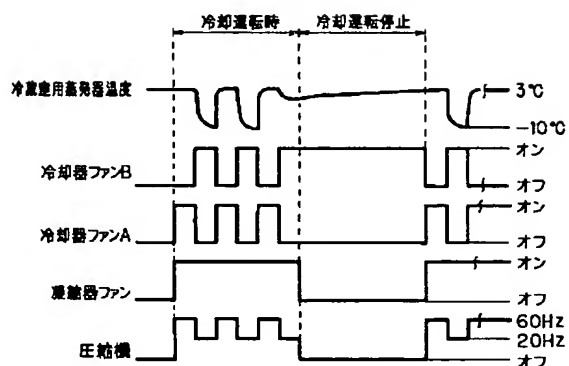 冷却運転時
冷却運転停止
冷蔵室用蒸発器温度
3℃
-10℃
冷却器ファンB
オン
オフ
冷却器ファンA
オン
オフ
凝縮器ファン
オン
オフ
圧縮機
60Hz
20Hz
オフ